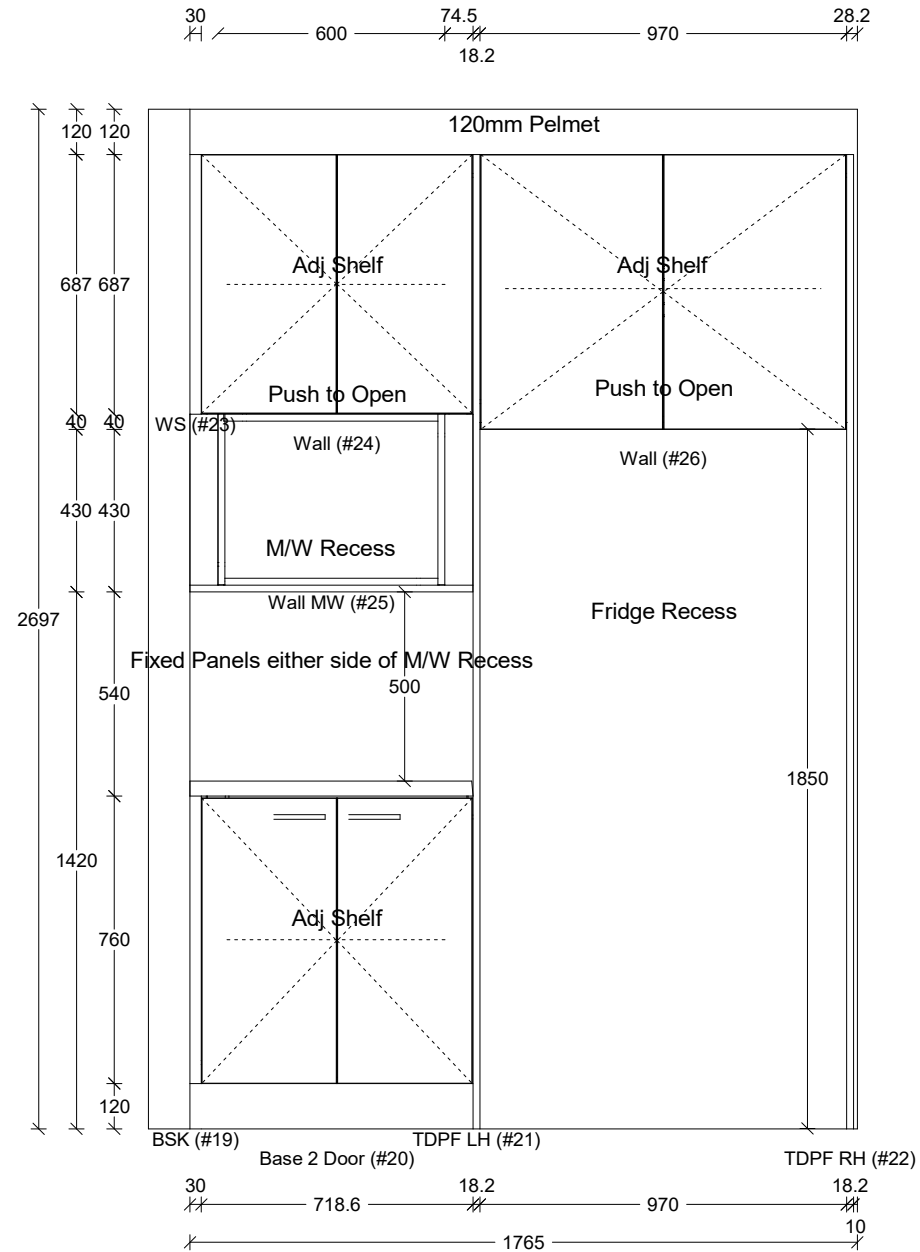 30 74.5 28.2
600 970
18.2
120 120 120mm Pelmet
687 687 Adj Shelf Adj Shelf
Push to Open Push to Open
40 40 WS (#23)
Wall (#24) Wall (#26)
430 430
M/W Recess
Wall MW (#25) Fridge Recess
2697
Fixed Panels either side of M/W Recess
540 500
1850
1420
Adj Shelf
760
120
BSK (#19) TDPF LH (#21)
Base 2 Door (#20) TDPF RH (#22)
30 18.2 18.2
718.6 970
10
1765